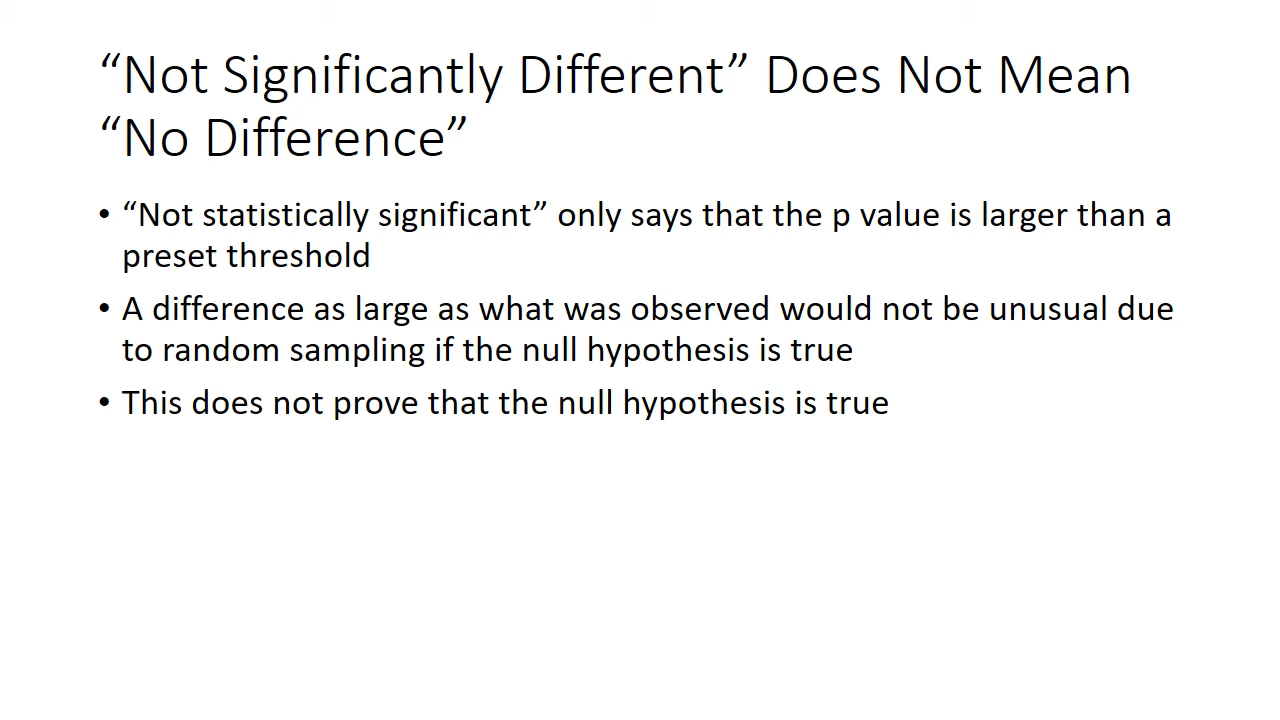 “Not Significantly Different” Does Not Mean
“No Difference”
• “Not statistically significant” only says that the p value is larger than a
preset threshold
• A difference as large as what was observed would not be unusual due
to random sampling if the null hypothesis is true
• This does not prove that the null hypothesis is true